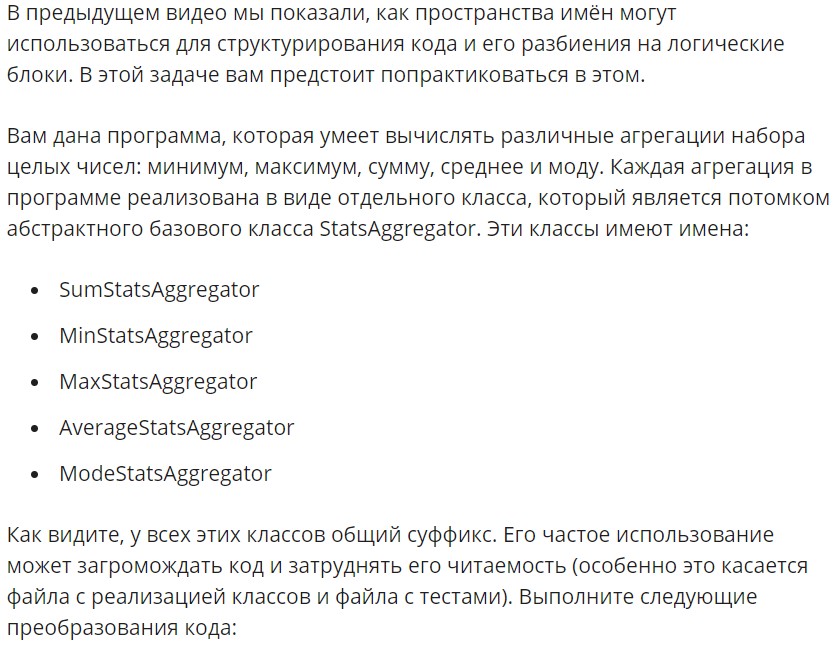 В предыдущем видео мы показали, как пространства имён могут
использоваться для структурирования кода и его разбиения на логические
блоки. В этой задаче вам предстоит попрактиковаться в этом.
Вам дана программа, которая умеет вычислять различные агрегации набора
целых чисел: минимум, максимум, сумму, среднее и моду. Каждая агрегация в
программе реализована в виде отдельного класса, который является потомком
абстрактного базового класса StatsAggregator. Эти классы имеют имена:
• SumStatsAggregator
• MinStatsAggregator
• MaxStatsAggregator
• AverageStatsAggregator
• ModeStatsAggregator
Как видите, у всех этих классов общий суффикс. Его частое использование
может загромождать код и затруднять его читаемость (особенно это касается
файла с реализацией классов и файла с тестами). Выполните следующие
преобразования кода: